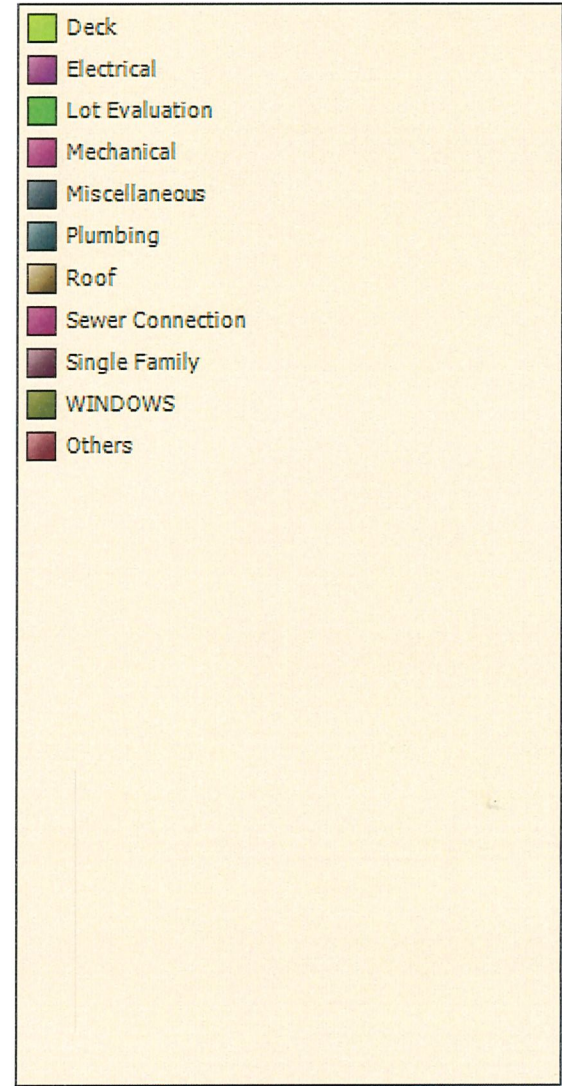 Deck
Electrical
Lot Evaluation
Mechanical
Miscellaneous
Plumbing
Roof
Sewer Connection
Single Family
WINDOWS
Others